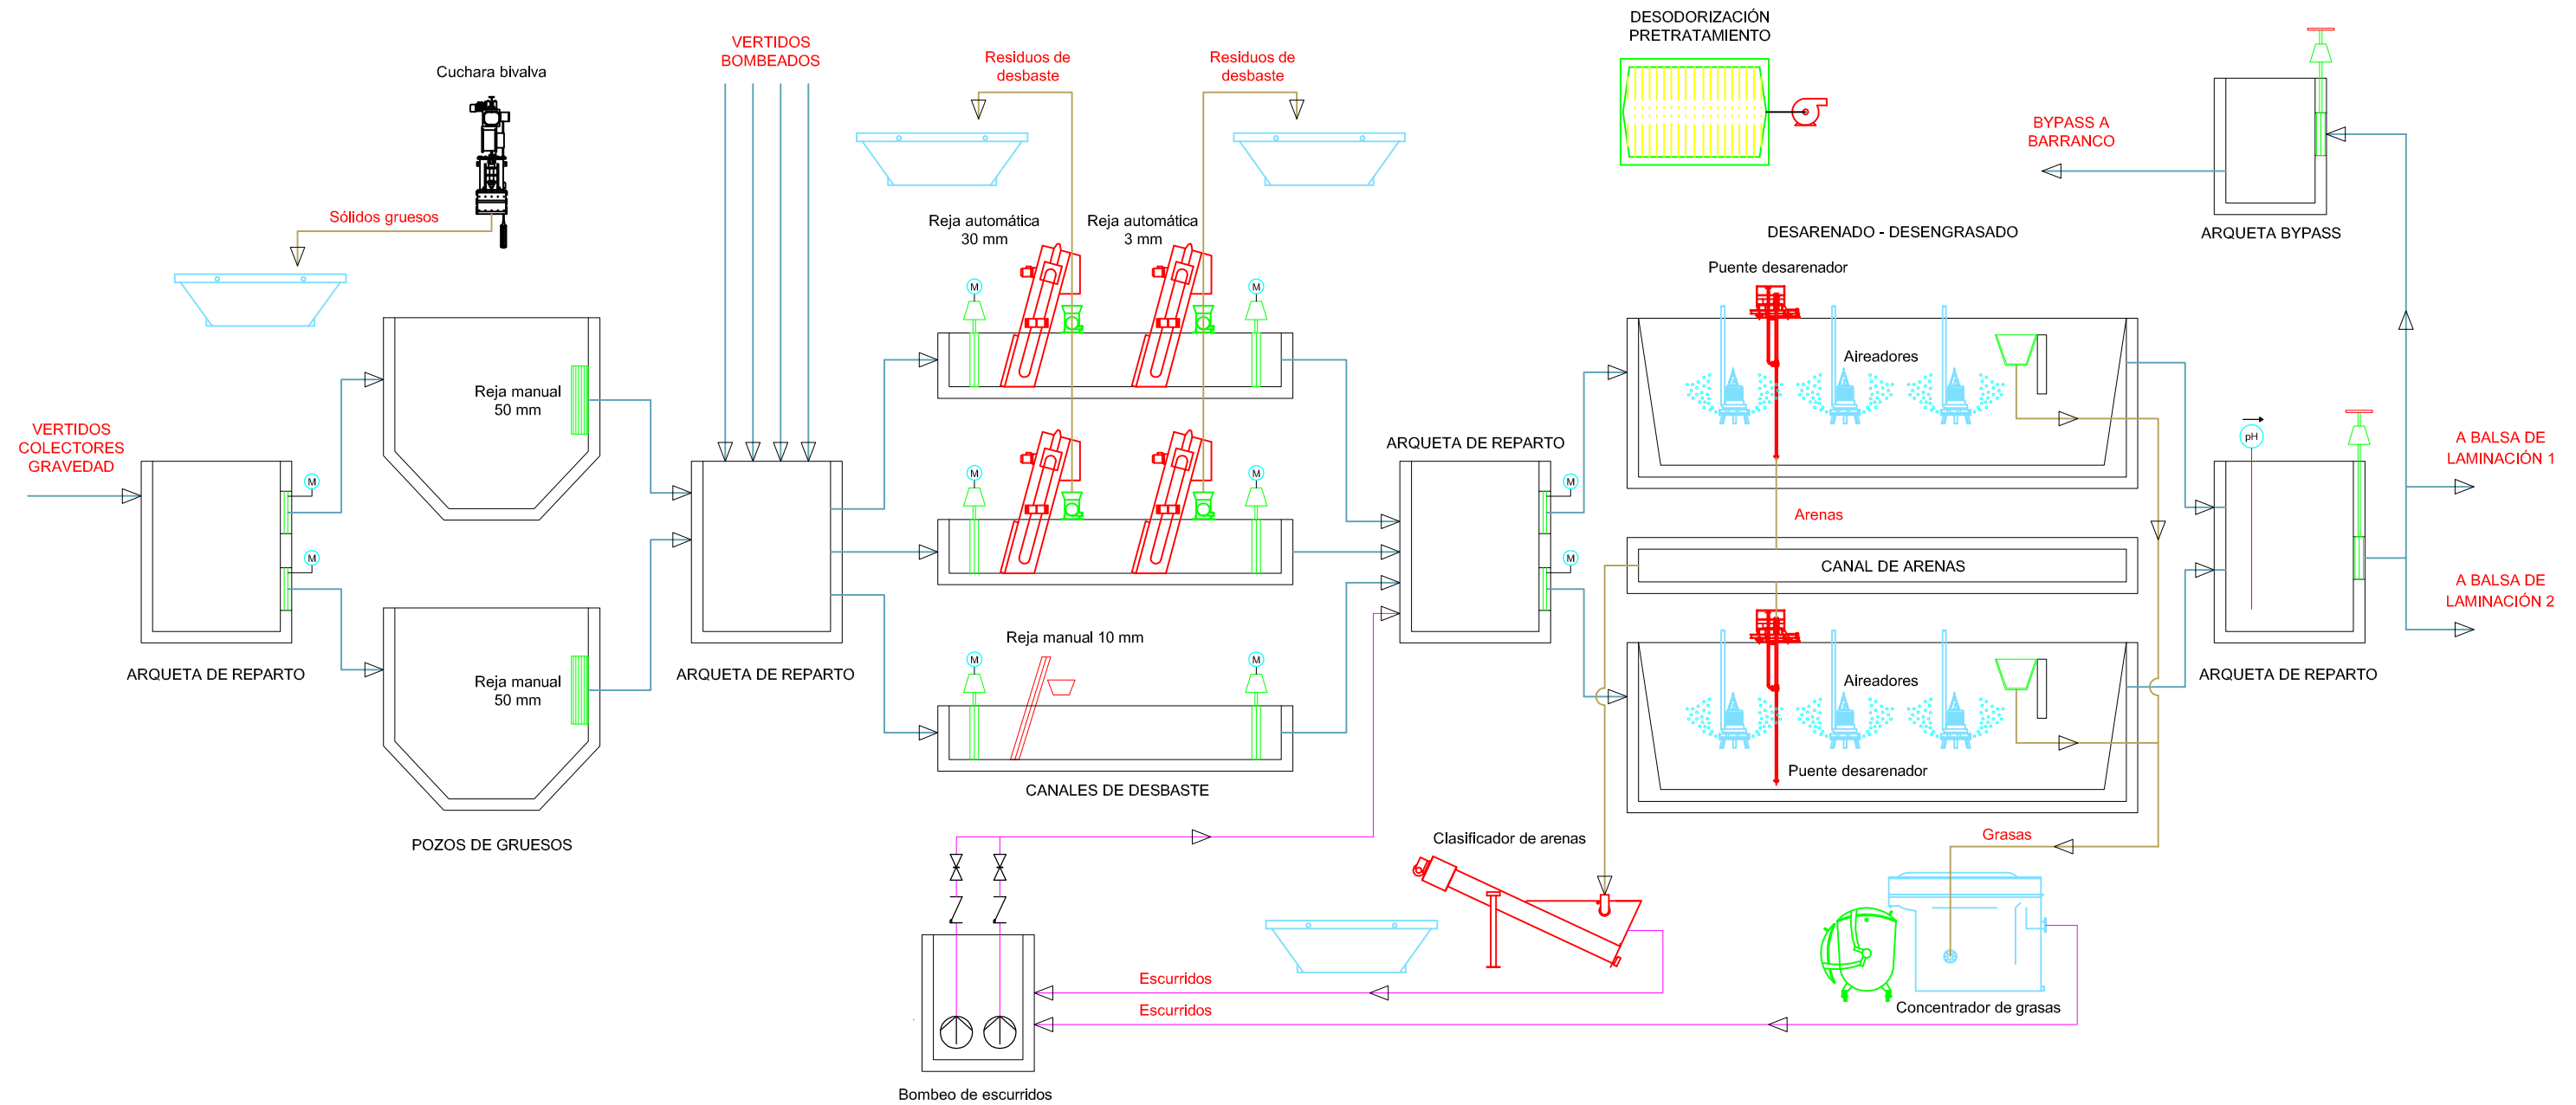 DESODORIZACIÓN
PRETRATAMIENTO
VERTIDOS
BOMBEADOS
Residuos de
desbaste
Residuos de
desbaste
Cuchara bivalva
BYPASS A
BARRANCO
Sólidos gruesos
Reja automática
30 mm
Reja automática
3 mm
DESARENADO - DESENGRASADO
ARQUETA BYPASS
Puente desarenador
M
M
Aireadores
Reja manual
50 mm
VERTIDOS
COLECTORES
GRAVEDAD
ARQUETA DE REPARTO
pH
A BALSA DE
LAMINACIÓN 1
M
M
M
M
Arenas
M
M
CANAL DE ARENAS
A BALSA DE
LAMINACIÓN 2
Reja manual 10 mm
M
M
ARQUETA DE REPARTO
Reja manual
50 mm
ARQUETA DE REPARTO
Aireadores
ARQUETA DE REPARTO
Puente desarenador
CANALES DE DESBASTE
POZOS DE GRUESOS
Clasificador de arenas
Grasas
Escurridos
Escurridos
Concentrador de grasas
Bombeo de escurridos